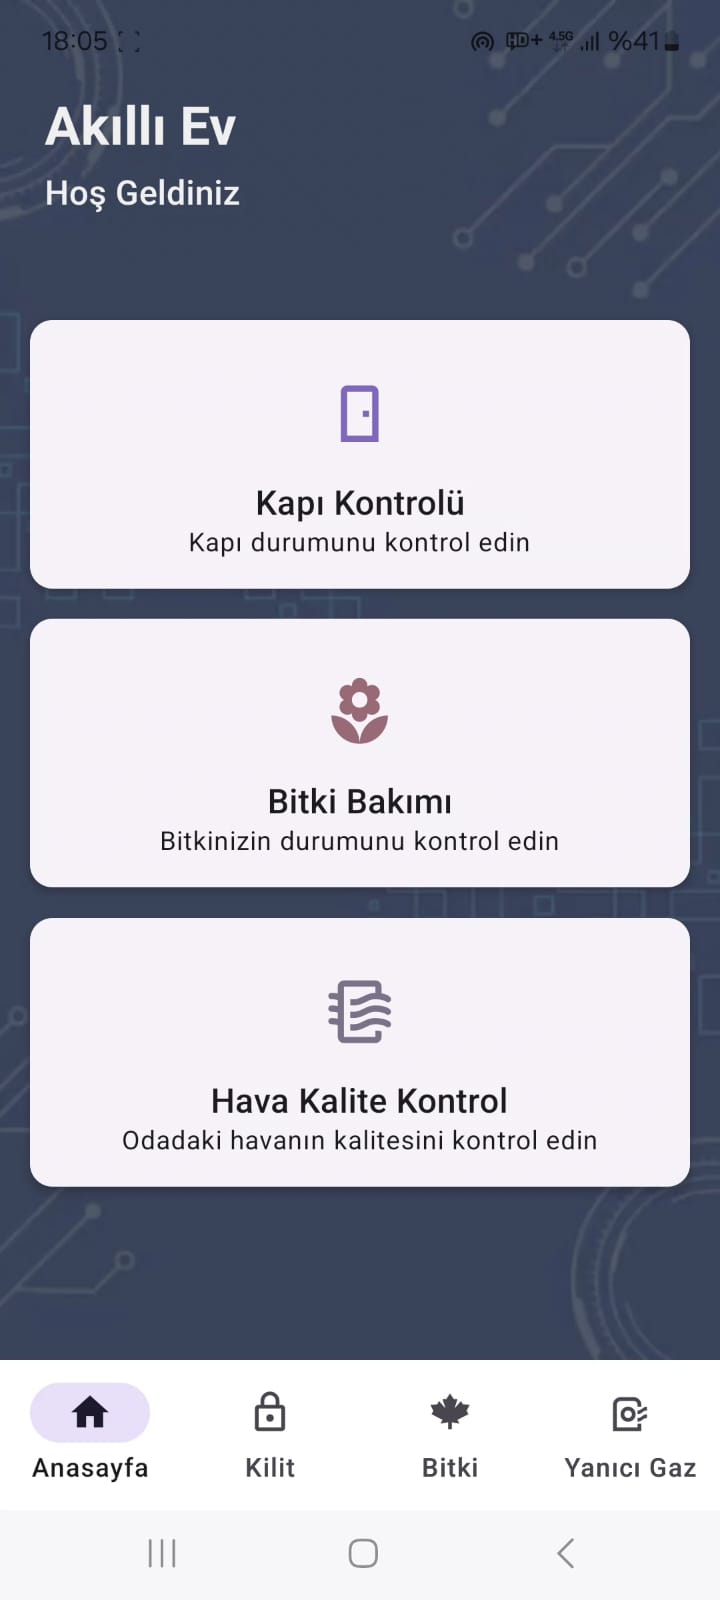 18:05 HD+ 4.5G %41
Akıllı Ev
Hoş Geldiniz
Kapı Kontrolü
Kapı durumunu kontrol edin
Bitki Bakımı
Bitkinizin durumunu kontrol edin
Hava Kalite Kontrol
Odadaki havanın kalitesini kontrol edin
Anasayfa Kilit Bitki Yanıcı Gaz